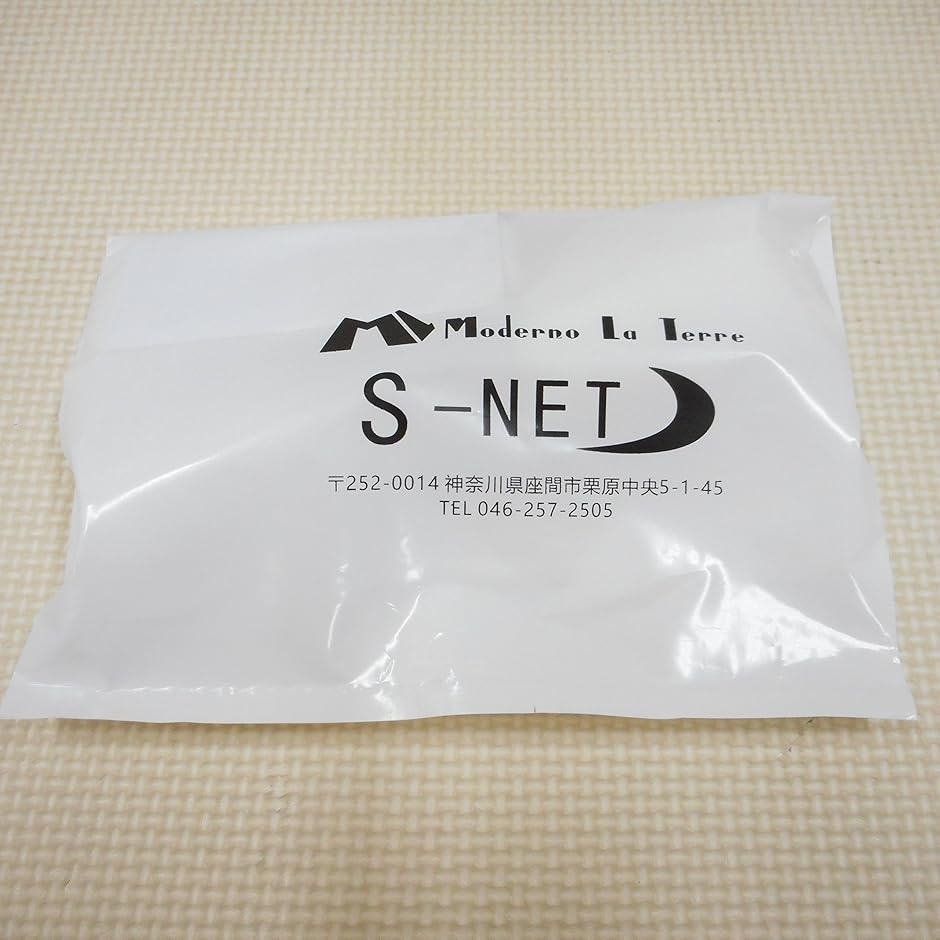 Moderno La Terre
S-NET
〒252-0014 神奈川県座間市栗原中央5-1-45
TEL 046-257-2505